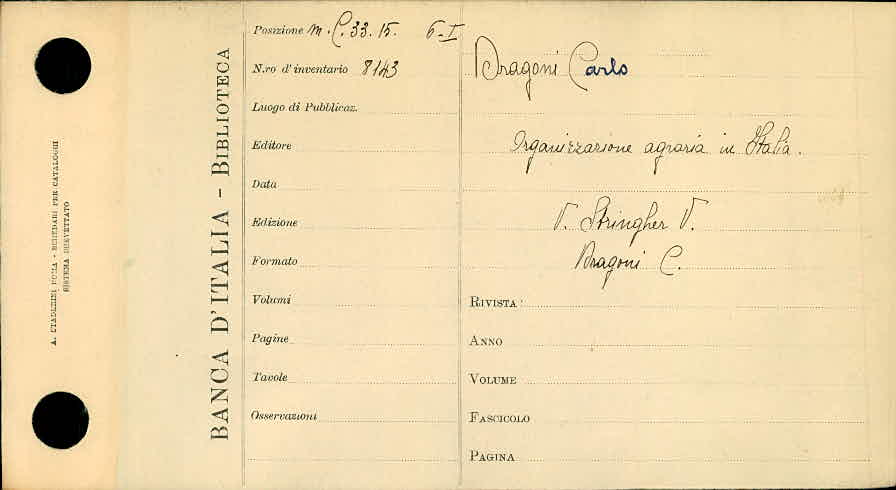 A. STADERINI ROMA - SCHEDARI PER CATALOGHI
SISTEMA BREVETTATO
BANCA D'ITALIA - BIBLIOTECA
Posizione m. C. 33. 15. 6-I
N.ro d'inventario 8143
Luogo di Pubblicaz.
Editore
Data
Edizione
Formato
Volumi
Pagine
Tavole
Osservazioni
Dragoni Carlo
Organizzazione agraria in Italia.
V. Stringher V.
Dragoni C.
RIVISTA:
ANNO
VOLUME
FASCICOLO
PAGINA